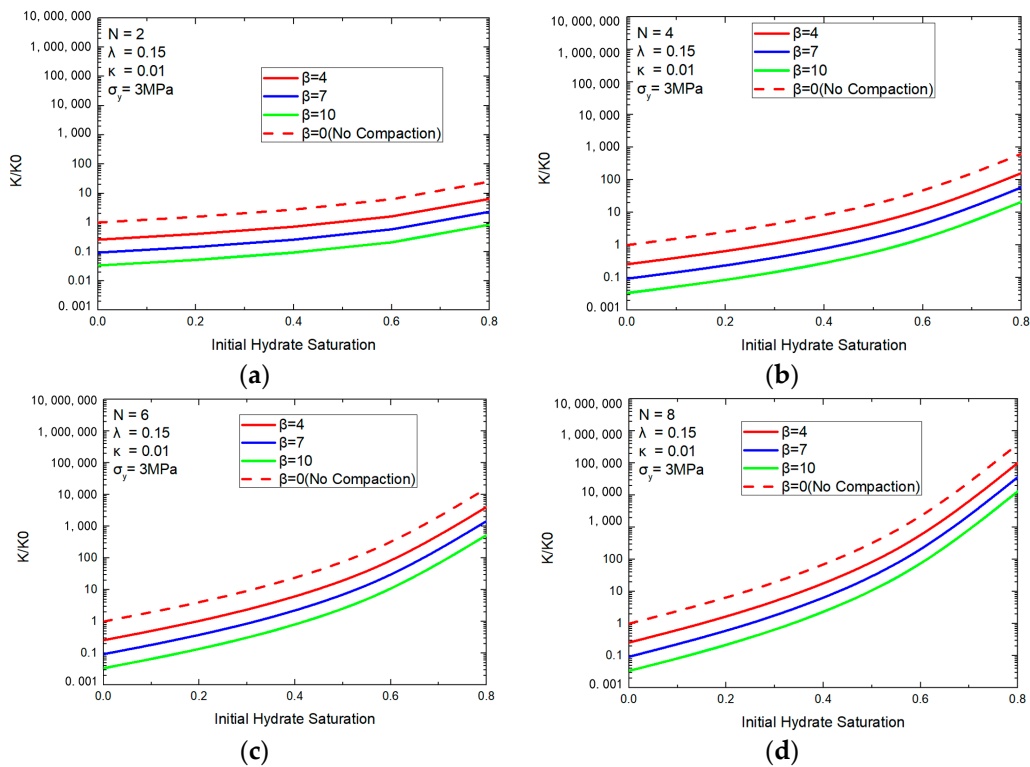 10, 000, 000
1, 000, 000
100, 000
10, 000
1, 000
100
10
1
0.1
0.01
0.001
K/K0
N = 2
λ = 0.15
κ = 0.01
σy= 3MPa
β=4
β=7
β=10
β=0(No Compaction)
0.0 0.2 0.4 0.6 0.8
Initial Hydrate Saturation
(a)
10, 000, 000
1, 000, 000
100, 000
10, 000
1, 000
100
10
1
0.1
0.01
0.001
K/K0
N = 4
λ = 0.15
κ = 0.01
σy= 3MPa
β=4
β=7
β=10
β=0(No Compaction)
0.0 0.2 0.4 0.6 0.8
Initial Hydrate Saturation
(b)
10, 000, 000
1, 000, 000
100, 000
10, 000
1, 000
100
10
1
0.1
0.01
0.001
K/K0
N = 6
λ = 0.15
κ = 0.01
σy= 3MPa
β=4
β=7
β=10
β=0(No Compaction)
0.0 0.2 0.4 0.6 0.8
Initial Hydrate Saturation
(c)
10, 000, 000
1, 000, 000
100, 000
10, 000
1, 000
100
10
1
0.1
0.01
0.001
K/K0
N = 8
λ = 0.15
κ = 0.01
σy= 3MPa
β=4
β=7
β=10
β=0(No Compaction)
0.0 0.2 0.4 0.6 0.8
Initial Hydrate Saturation
(d)